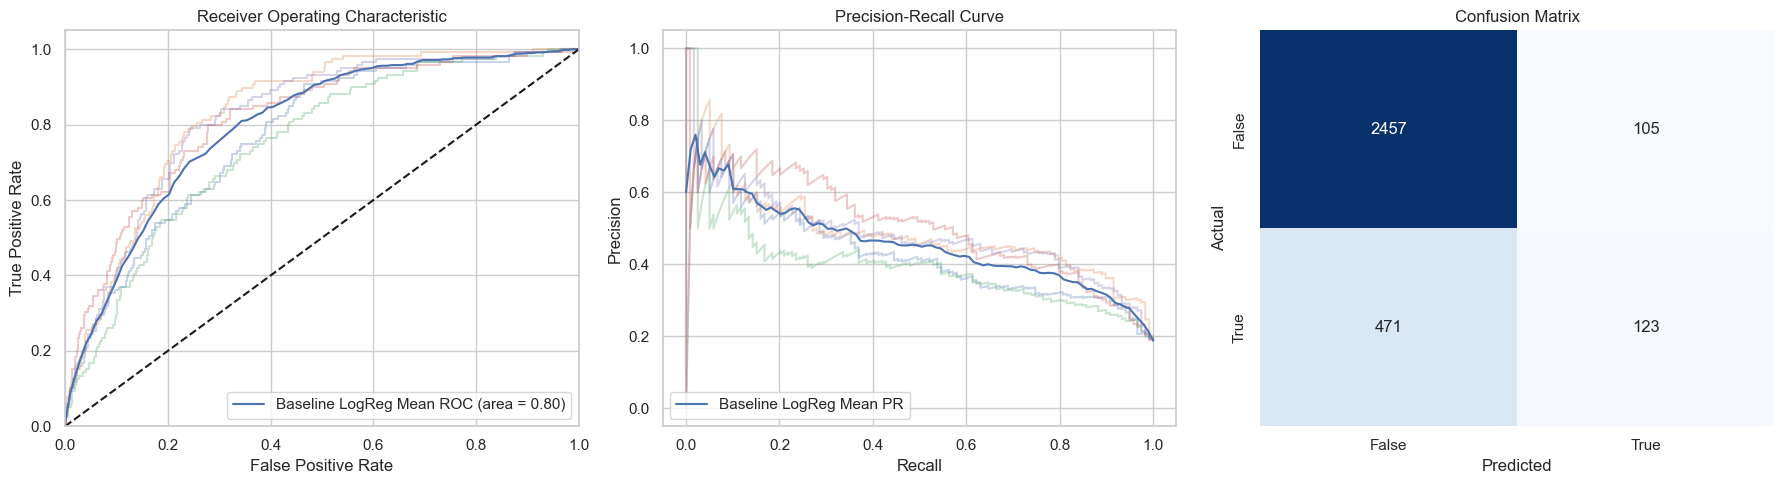 Receiver Operating Characteristic
1.0
0.8
0.6
0.4
0.2
0.0
True Positive Rate
0.0 0.2 0.4 0.6 0.8 1.0
False Positive Rate
Baseline LogReg Mean ROC (area = 0.80)
Precision-Recall Curve
1.0
0.8
0.6
0.4
0.2
0.0
Precision
0.0 0.2 0.4 0.6 0.8 1.0
Recall
Baseline LogReg Mean PR
Confusion Matrix
Actual
False
True
2457 105
471 123
False True
Predicted